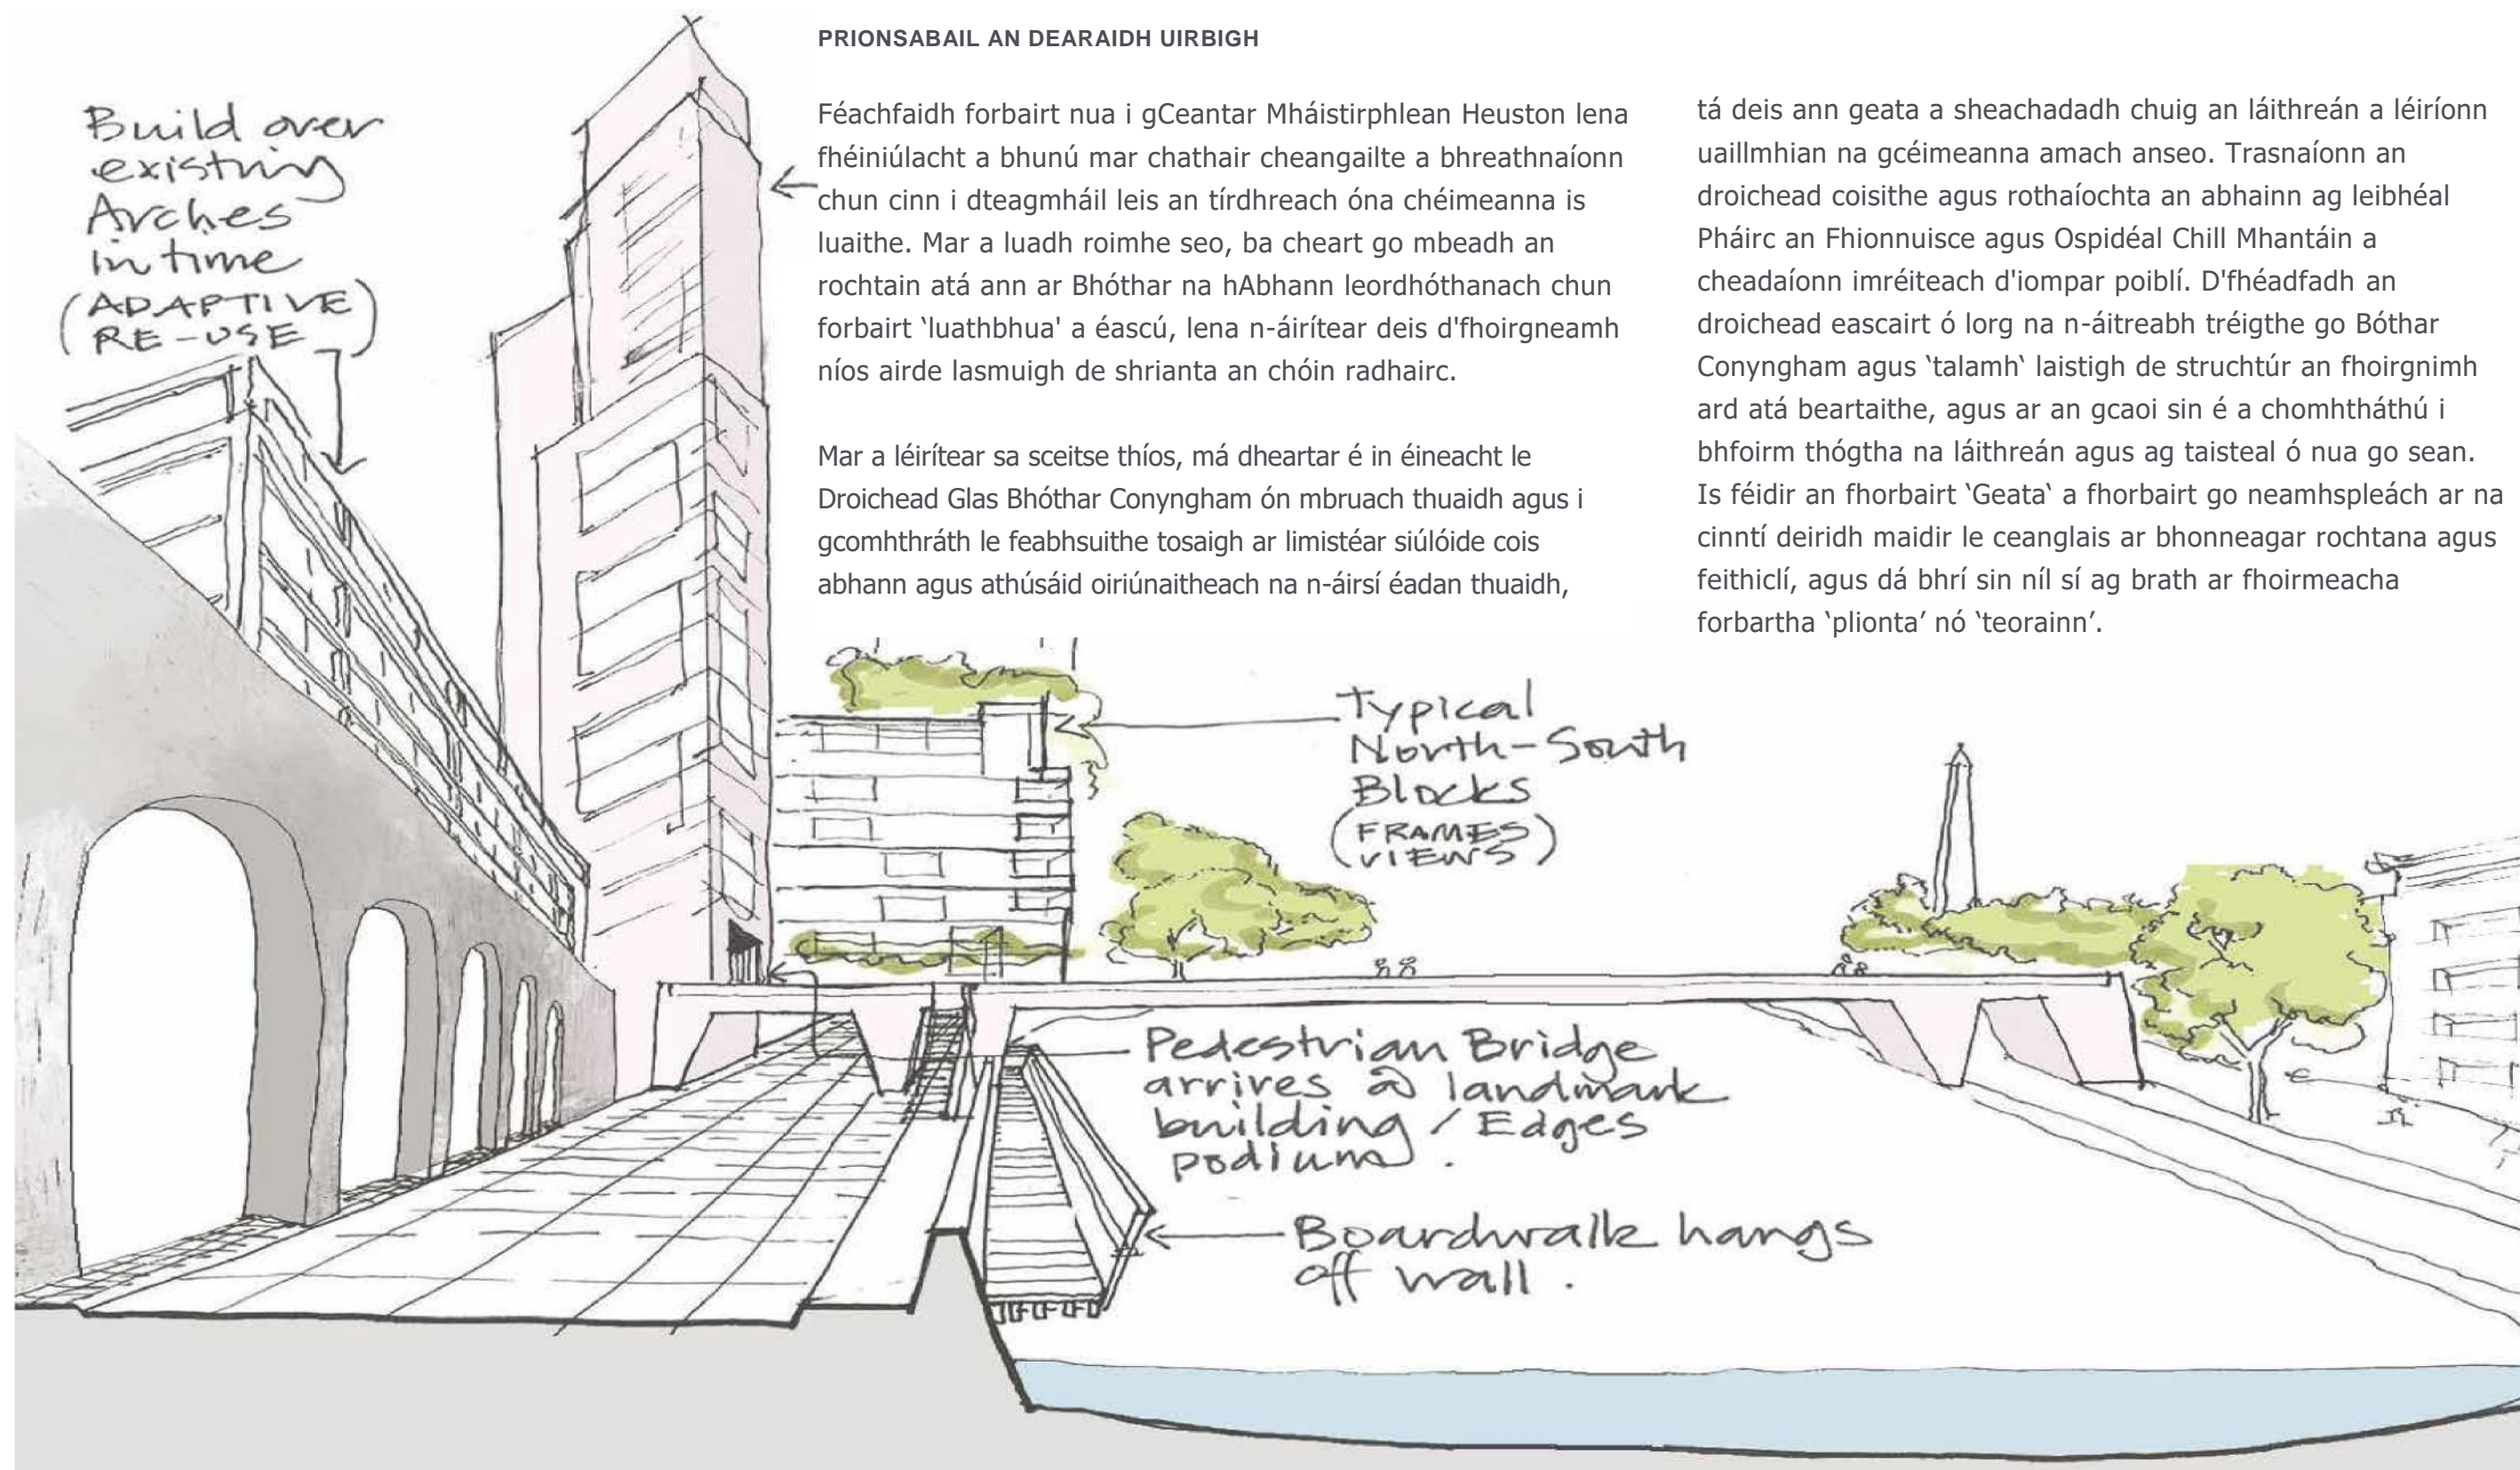 PRIONSABAIL AN DEARAIDH UIRBIGH
Féachfaidh forbairt nua i gCeantar Mháistirphlean Heuston lena
fhéiniúlacht a bhunú mar chathair cheangailte a bhreathnaíonn
chun cinn i dteagmháil leis an tírdhreach óna chéimeanna is
luaithe. Mar a luadh roimhe seo, ba cheart go mbeadh an
rochtain atá ann ar Bhóthar na hAbhann leordhóthanach chun
forbairt ‘luathbhua' a éascú, lena n-áirítear deis d'fhoirgneamh
níos airde lasmuigh de shrianta an chóin radhairc.
Mar a léirítear sa sceitse thíos, má dheartar é in éineacht le
Droichead Glas Bhóthar Conyngham ón mbruach thuaidh agus i
gcomhthráth le feabhsuithe tosaigh ar limistéar siúlóide cois
abhann agus athúsáid oiriúnaitheach na n-áirsí éadan thuaidh,
tá deis ann geata a sheachadadh chuig an láithreán a léiríonn
uaillmhian na gcéimeanna amach anseo. Trasnaíonn an
droichead coisithe agus rothaíochta an abhainn ag leibhéal
Pháirc an Fhionnuisce agus Ospidéal Chill Mhantáin a
cheadaíonn imréiteach d'iompar poiblí. D'fhéadfadh an
droichead eascairt ó lorg na n-áitreabh tréigthe go Bóthar
Conyngham agus ‘talamh‘ laistigh de struchtúr an fhoirgnimh
ard atá beartaithe, agus ar an gcaoi sin é a chomhtháthú i
bhfoirm thógtha na láithreán agus ag taisteal ó nua go sean.
Is féidir an fhorbairt ‘Geata‘ a fhorbairt go neamhspleách ar na
cinntí deiridh maidir le ceanglais ar bhonneagar rochtana agus
feithiclí, agus dá bhrí sin níl sí ag brath ar fhoirmeacha
forbartha ‘plionta’ nó ‘teorainn’.
Build over
existing
Arches
in time
(ADAPTIVE
RE-USE)
Typical
North-South
Blocks
(FRAMES
VIEWS)
Pedestrian Bridge
arrives @ landmark
building / Edges
podium.
Boardwalk hangs
off wall.